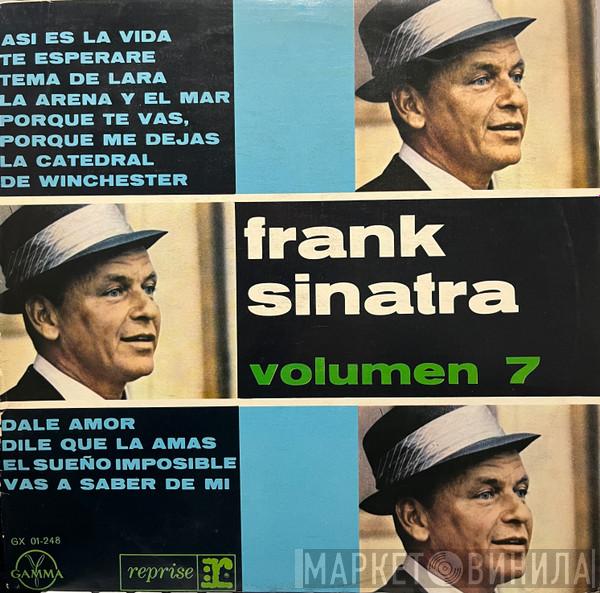 ASI ES LA VIDA
TE ESPERARE
TEMA DE LARA
LA ARENA Y EL MAR
PORQUE TE VAS,
PORQUE ME DEJAS
LA CATEDRAL
DE WINCHESTER
frank
sinatra
volumen 7
DALE AMOR
DILE QUE LA AMAS
EL SUEÑO IMPOSIBLE
VAS A SABER DE MI
GX 01-248
GAMMA
reprise r:
МАРКЕТ ВИНИЛА